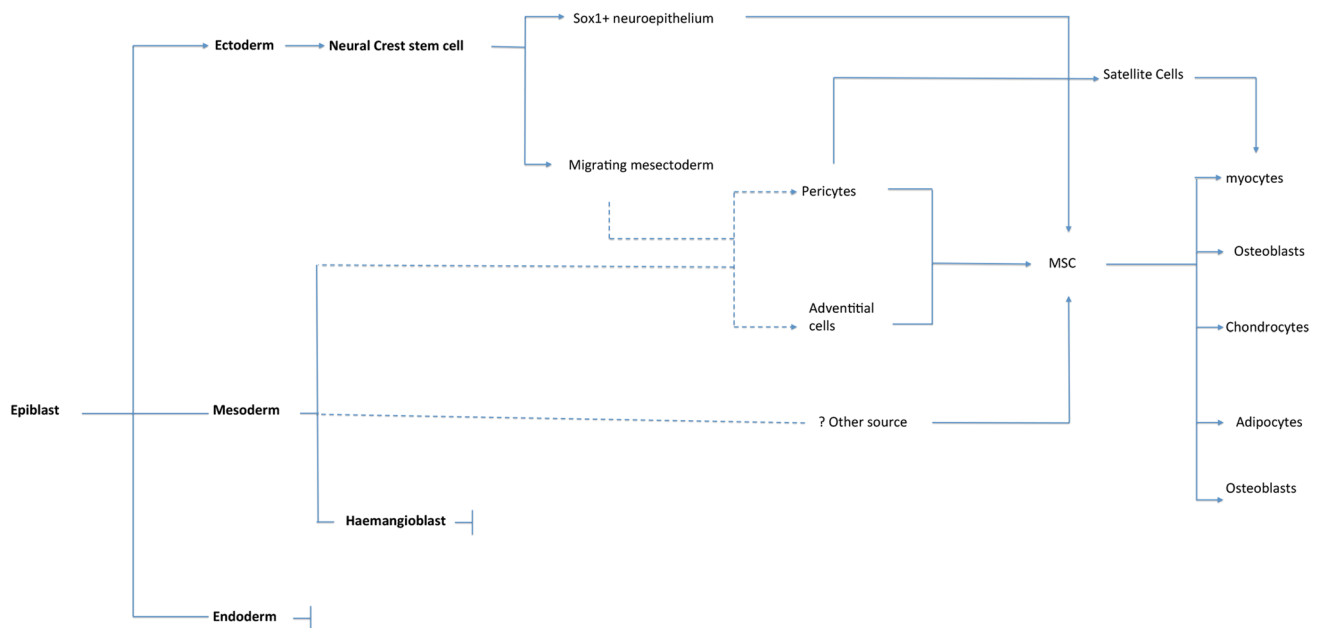 Sox1+ neuroepithelium
Ectoderm
Neural Crest stem cell
Satellite Cells
Migrating mesectoderm
Pericytes
myocytes
Osteoblasts
MSC
Adventitial
cells
Chondrocytes
Epiblast
Mesoderm
? Other source
Adipocytes
Osteoblasts
Haemangioblast
Endoderm